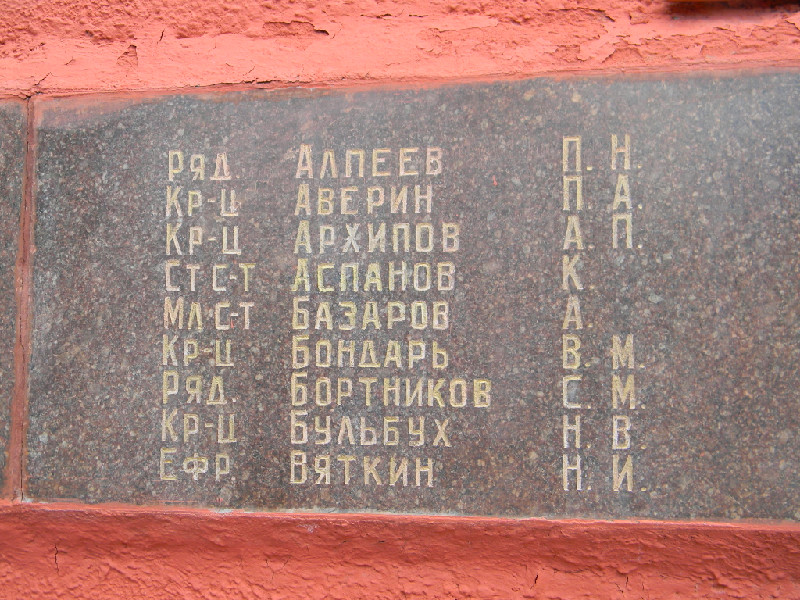 Ряд. Алпеев П. Н.
Кр-ц Аверин П. А.
Кр-ц Архипов А. П.
Ст с-т Аспанов К.
Мл с-т Базаров А.
Кр-ц Бондарь В. М.
Ряд. Бортников С. М.
Кр-ц Бульбух Н. В.
Ефр Вяткин Н. И.